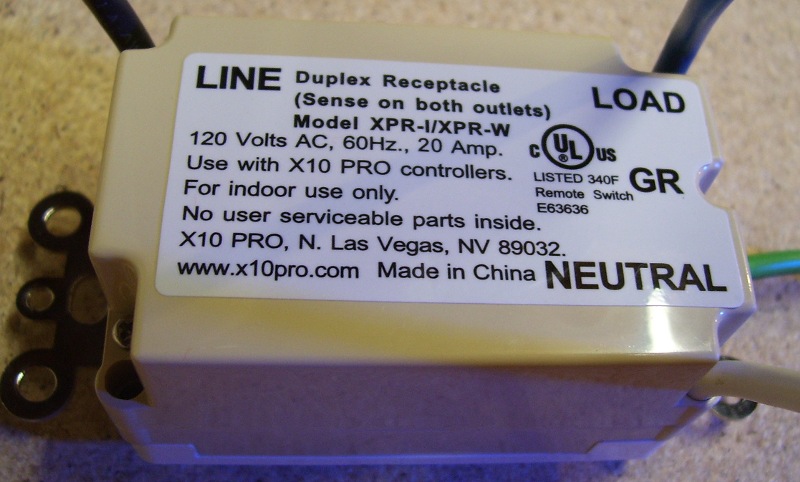 LINE Duplex Receptacle
(Sense on both outlets)
LOAD
Model XPR-I/XPR-W
120 Volts AC, 60Hz., 20 Amp.
Use with X10 PRO controllers.
For indoor use only.
No user serviceable parts inside.
X10 PRO, N. Las Vegas, NV 89032.
www.x10pro.com Made in China
C UL® US
LISTED 340F
Remote Switch
E63636
GR
NEUTRAL